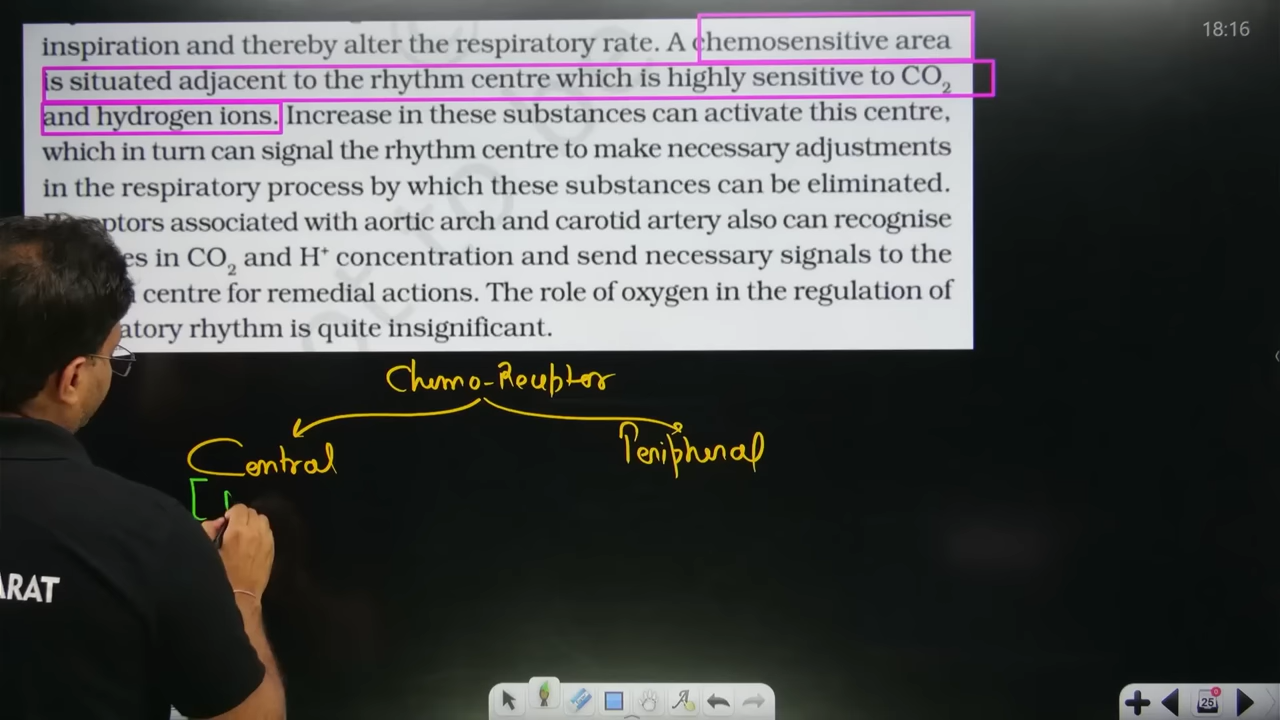 inspiration and thereby alter the respiratory rate. A chemosensitive area
is situated adjacent to the rhythm centre which is highly sensitive to CO₂
and hydrogen ions. Increase in these substances can activate this centre,
which in turn can signal the rhythm centre to make necessary adjustments
in the respiratory process by which these substances can be eliminated.
associated with aortic arch and carotid artery also can recognise
in CO₂ and H⁺ concentration and send necessary signals to the
centre for remedial actions. The role of oxygen in the regulation of
rhythm is quite insignificant.
Chemo-Receptor
Central
Peripheral
18:16
ARAT
25